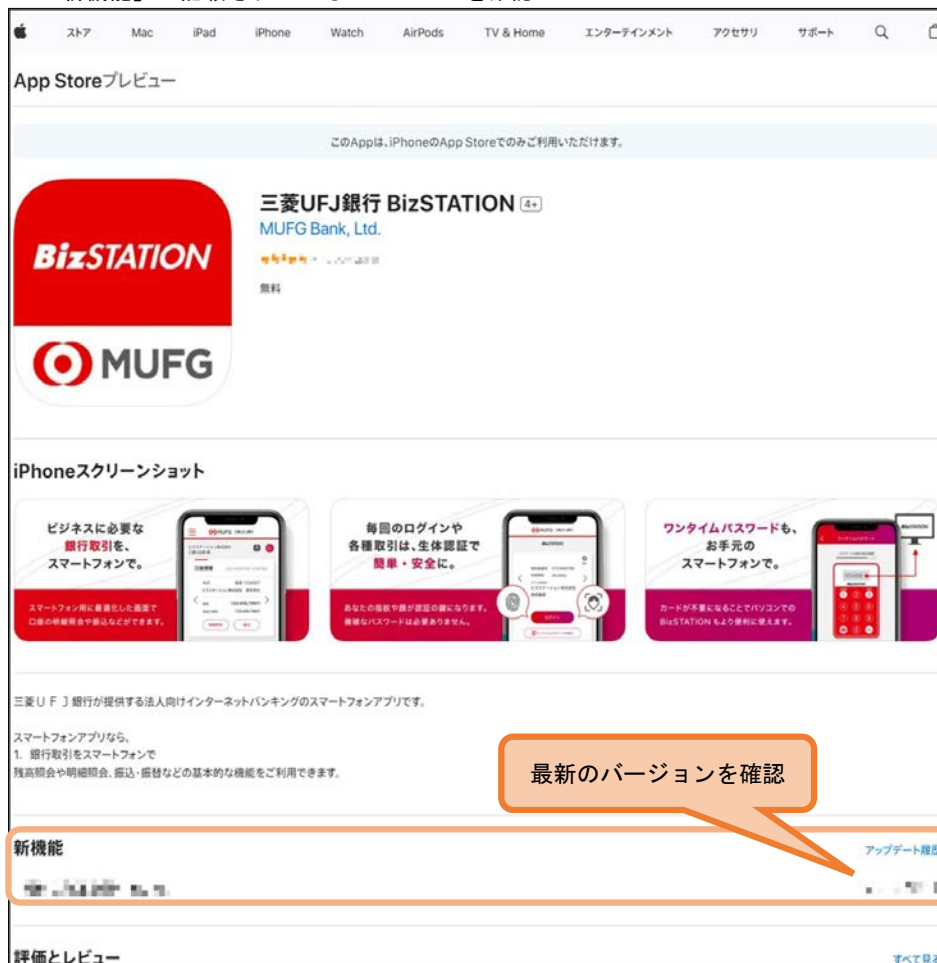 ストア Mac iPad iPhone Watch AirPods TV & Home エンターテインメント アクセサリ サポート
App Storeプレビュー
このAppは、iPhoneのApp Storeでのみご利用いただけます。
BizSTATION
MUFG
三菱UFJ銀行 BizSTATION 4+
MUFG Bank, Ltd.
無料
iPhoneスクリーンショット
ビジネスに必要な
銀行取引を、
スマートフォンで。
スマートフォン用に最適化した画面で
口座の明細照会や振込などができます。
毎回のログインや
各種取引は、生体認証で
簡単・安全に。
あなたの指紋や顔が認証の鍵になります。
複雑なパスワードは必要ありません。
ログイン
ワンタイムパスワードも、
お手元の
スマートフォンで。
カードが不要になることでパソコンでの
BizSTATIONもより便利に使えます。
三菱UFJ銀行が提供する法人向けインターネットバンキングのスマートフォンアプリです。
スマートフォンアプリなら、
1. 銀行取引をスマートフォンで
残高照会や明細照会、振込・振替などの基本的な機能をご利用できます。
最新のバージョンを確認
新機能
アップデート履歴
評価とレビュー
すべて見る